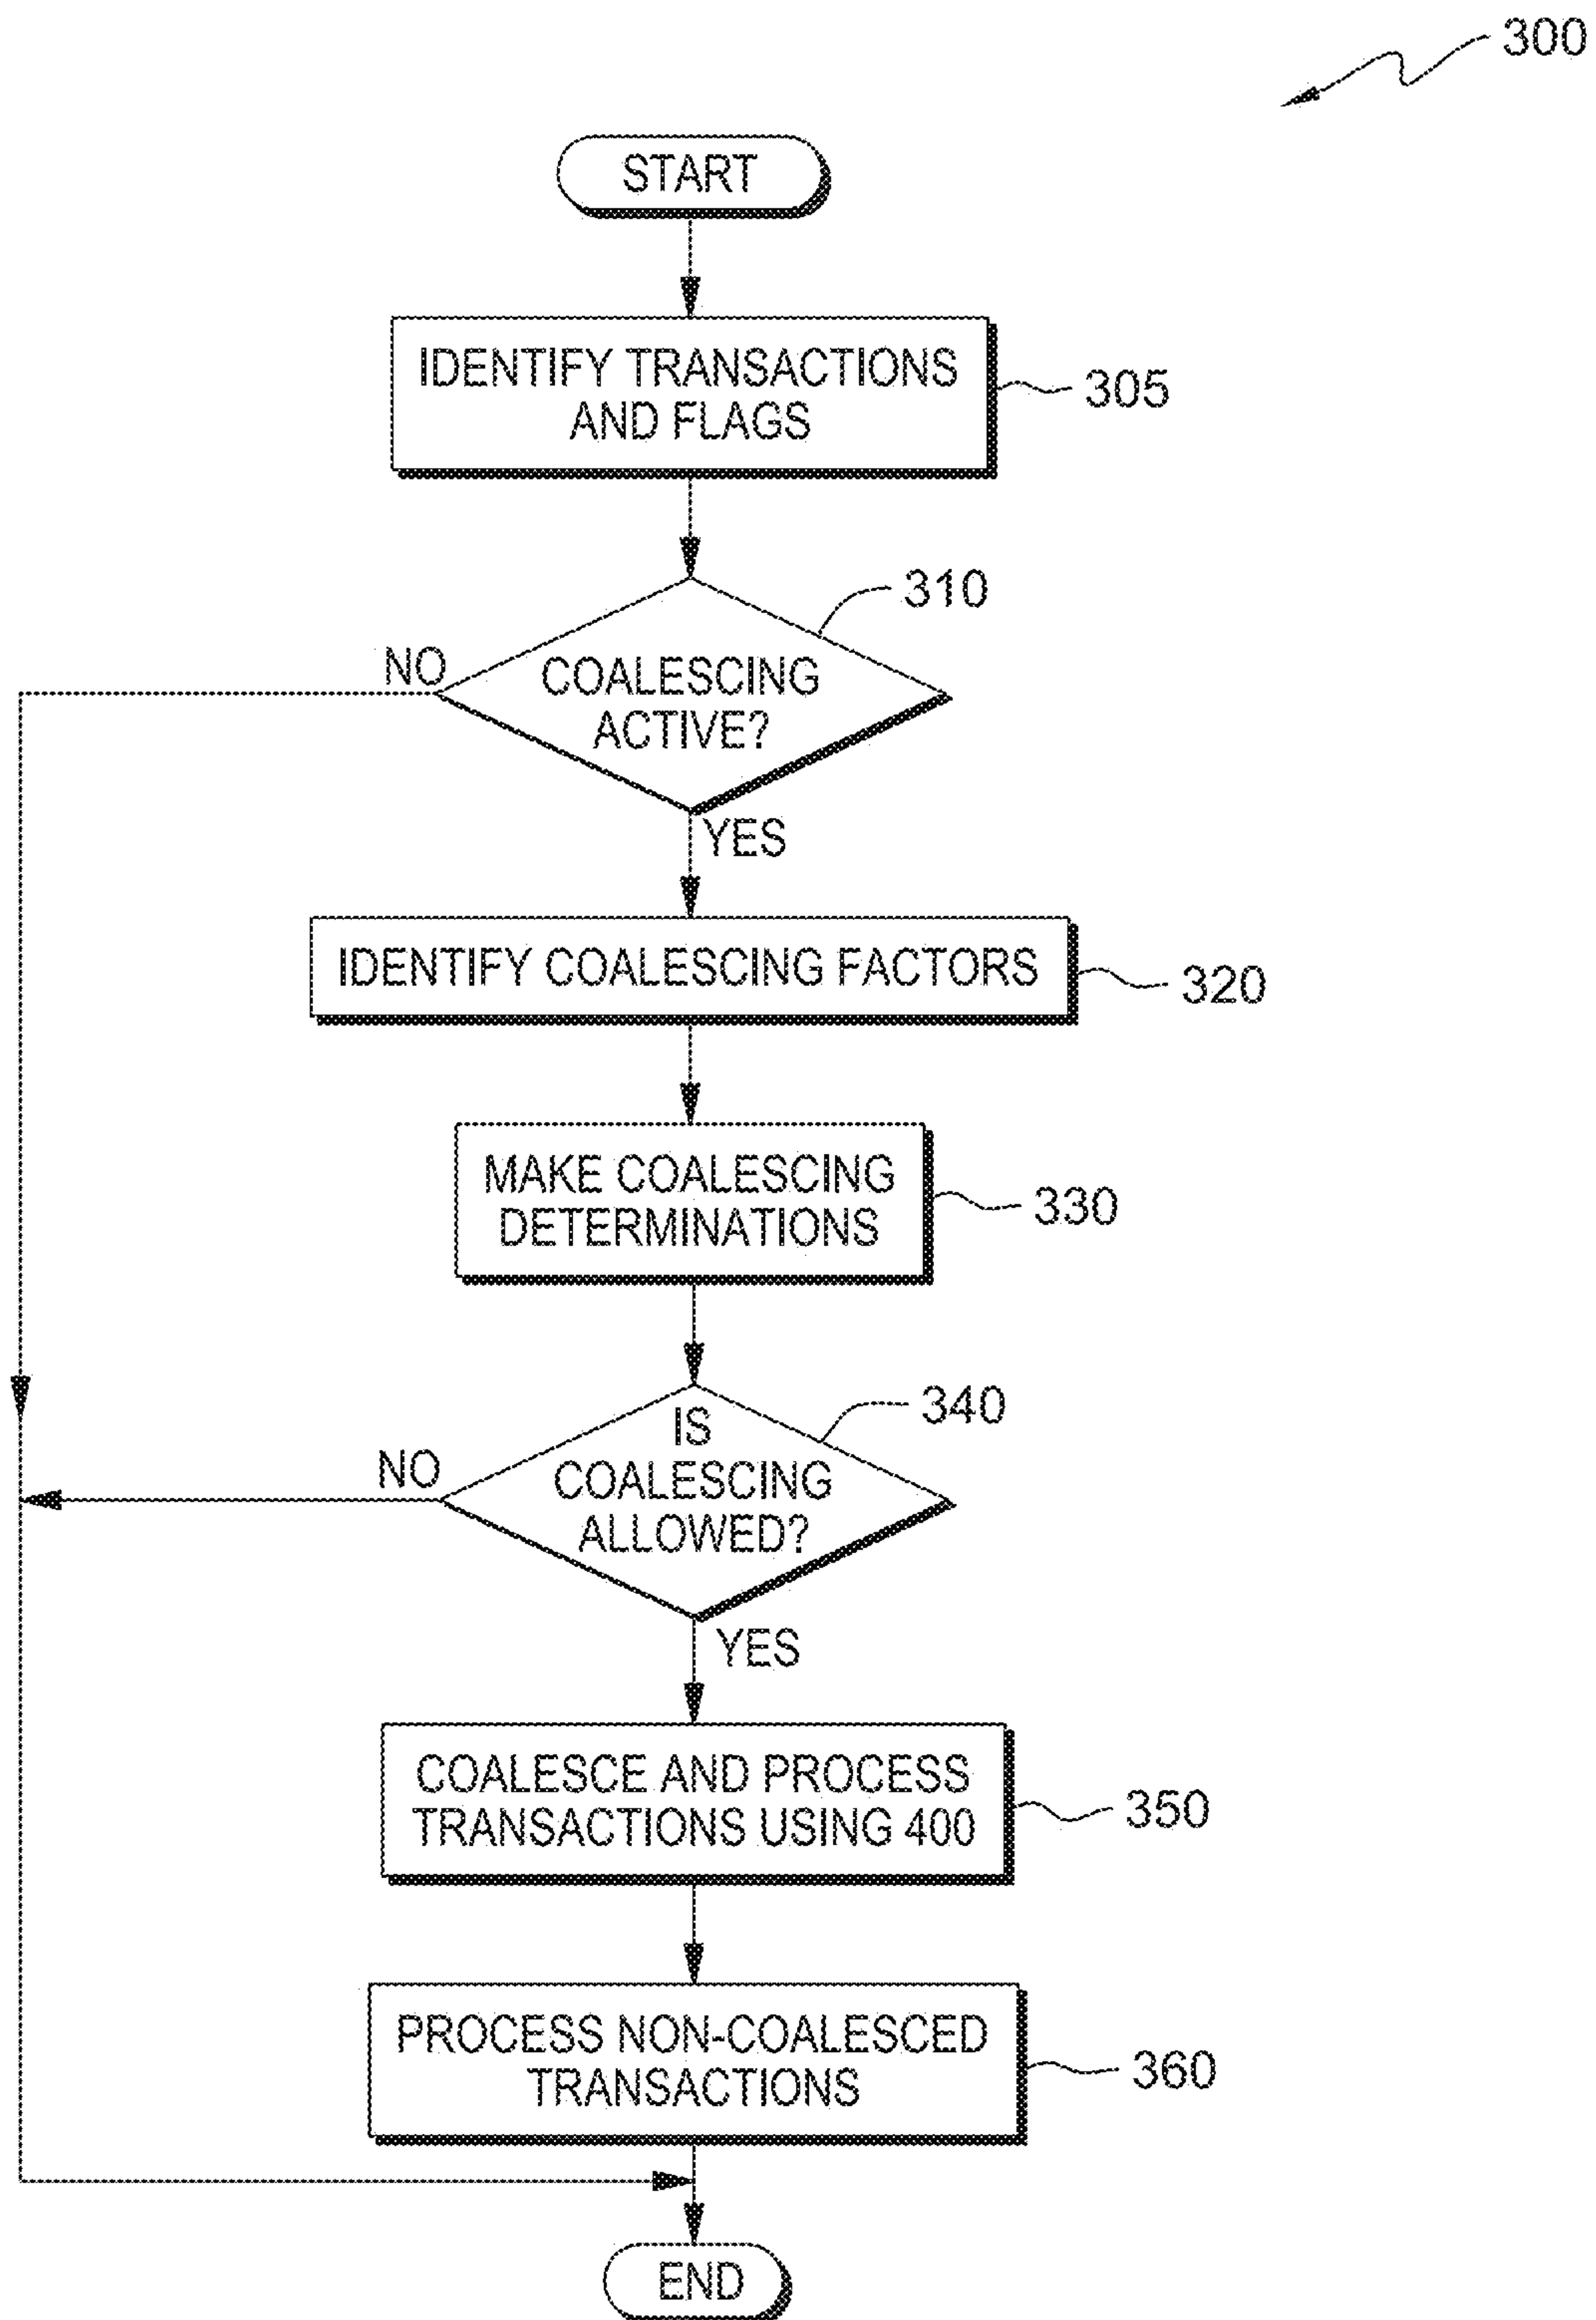 300
START
IDENTIFY TRANSACTIONS
AND FLAGS
305
310
NO
COALESCING
ACTIVE?
YES
IDENTIFY COALESCING FACTORS
320
MAKE COALESCING
DETERMINATIONS
330
340
IS
NO
COALESCING
ALLOWED?
YES
COALESCE AND PROCESS
TRANSACTIONS USING 400
350
PROCESS NON-COALESCED
TRANSACTIONS
360
END